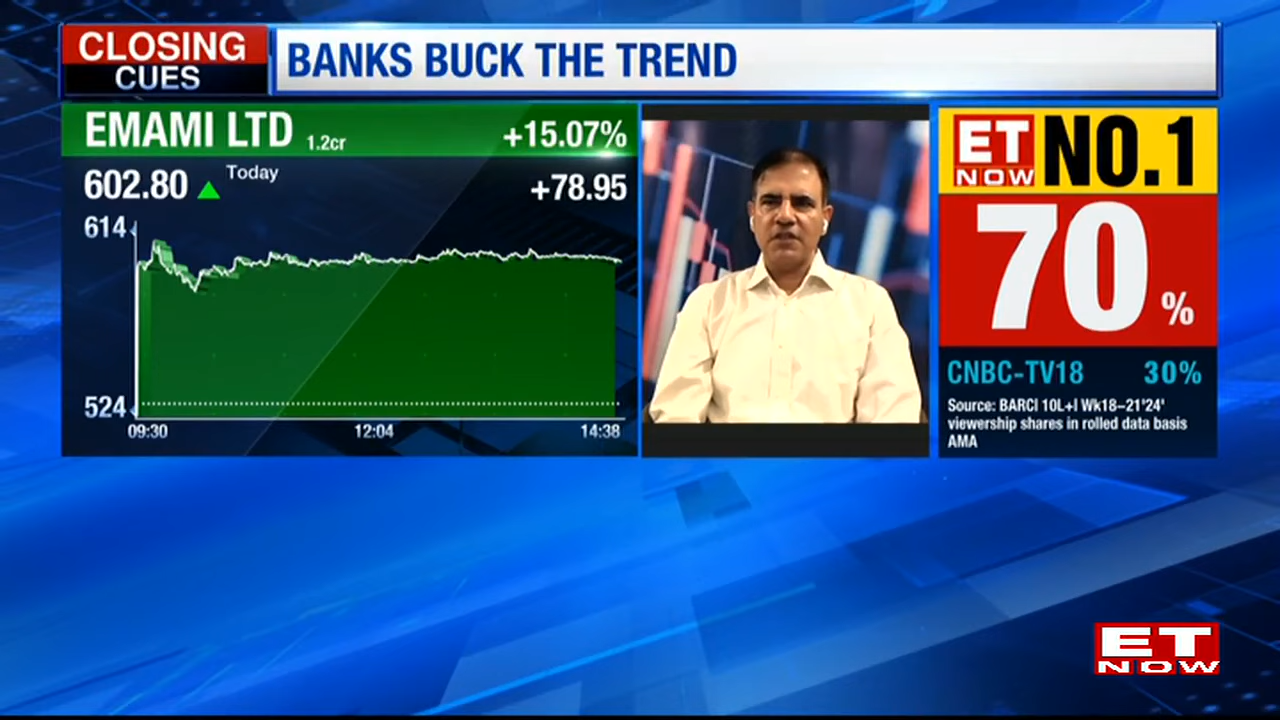 CLOSING
CUES
BANKS BUCK THE TREND
EMAMI LTD 1.2cr +15.07%
602.80 Today +78.95
614
524
09:30 12:04 14:38
ET
NOW
NO.1
70%
CNBC-TV18 30%
Source: BARC| 10L+| Wk18-21'24'
viewership shares in rolled data basis
AMA
ET
NOW